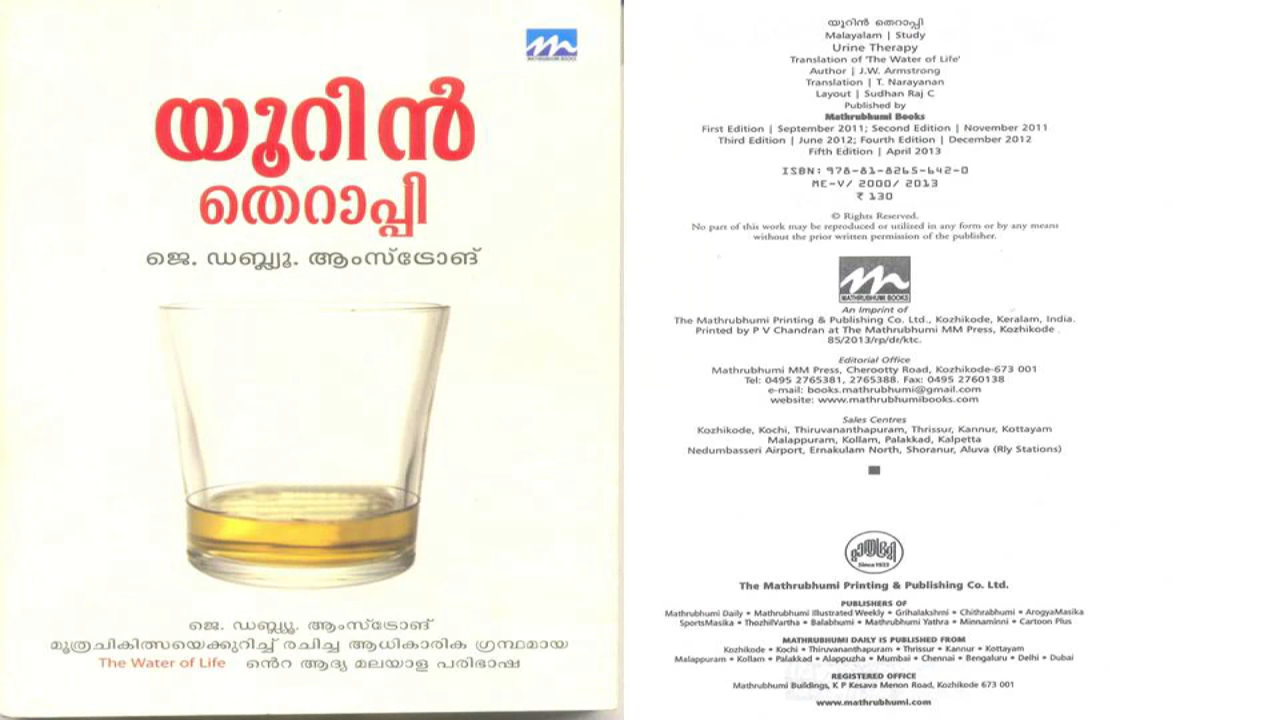 MATHRUBHUMI BOOKS
യൂറിൻ
തെറാപ്പി
ജെ. ഡബ്ല്യൂ. ആംസ്ട്രോങ്
ജെ. ഡബ്ല്യൂ. ആംസ്ട്രോങ്
മൂത്രചികിത്സയെക്കുറിച്ച് രചിച്ച ആധികാരിക ഗ്രന്ഥമായ
The Water of Life ൻെറ ആദ്യ മലയാള പരിഭാഷ
യൂറിൻ തെറാപ്പി
Malayalam | Study
Urine Therapy
Translation of 'The Water of Life'
Author | J.W. Armstrong
Translation | T. Narayanan
Layout | Sudhan Raj C
Published by
Mathrubhumi Books
First Edition | September 2011; Second Edition | November 2011
Third Edition | June 2012; Fourth Edition | December 2012
Fifth Edition | April 2013
ISBN: 978-81-8265-642-0
ME-V/ 2000/ 2013
₹ 130
© Rights Reserved.
No part of this work may be reproduced or utilized in any form or by any means
without the prior written permission of the publisher.
MATHRUBHUMI BOOKS
An Imprint of
The Mathrubhumi Printing & Publishing Co. Ltd., Kozhikode, Keralam, India.
Printed by P V Chandran at The Mathrubhumi MM Press, Kozhikode .
85/2013/rp/dr/ktc.
Editorial Office
Mathrubhumi MM Press, Cherootty Road, Kozhikode-673 001
Tel: 0495 2765381, 2765388. Fax: 0495 2760138
e-mail: books.mathrubhumi@gmail.com
website: www.mathrubhumibooks.com
Sales Centres
Kozhikode, Kochi, Thiruvananthapuram, Thrissur, Kannur, Kottayam
Malappuram, Kollam, Palakkad, Kalpetta
Nedumbasseri Airport, Ernakulam North, Shoranur, Aluva (Rly Stations)
മാതൃഭൂമി
Since 1923
The Mathrubhumi Printing & Publishing Co. Ltd.
PUBLISHERS OF
Mathrubhumi Daily • Mathrubhumi Illustrated Weekly • Grihalakshmi • Chithrabhumi • ArogyaMasika
SportsMasika • ThozhilVartha • Balabhumi • Mathrubhumi Yathra • Minnaminni • Cartoon Plus
MATHRUBHUMI DAILY IS PUBLISHED FROM
Kozhikode • Kochi • Thiruvananthapuram • Thrissur • Kannur • Kottayam
Malappuram • Kollam • Palakkad • Alappuzha • Mumbai • Chennai • Bengaluru • Delhi • Dubai
REGISTERED OFFICE
Mathrubhumi Buildings, K P Kesava Menon Road, Kozhikode 673 001
www.mathrubhumi.com